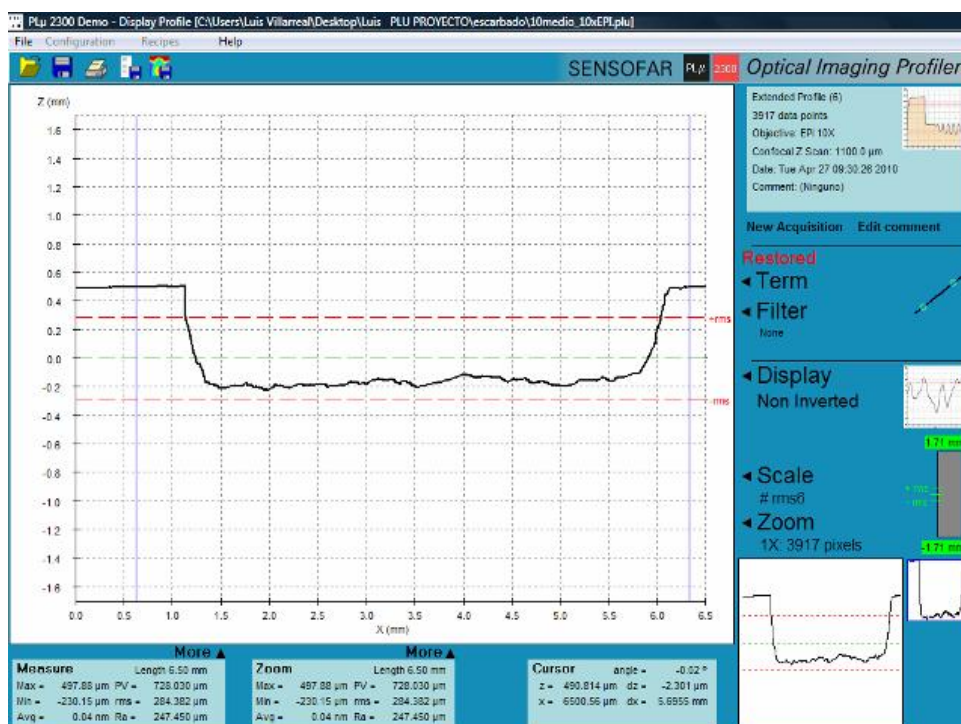 PLµ 2300 Demo - Display Profile [C:\Users\Luis Villarreal\Desktop\Luis PLU PROYECTO\escarbado\10medio_10xEPI.plu]
File Configuration Recipes Help
SENSOFAR PLµ 2300 Optical Imaging Profiler
Z (mm)
1.6
1.4
1.2
1.0
0.8
0.6
0.4
0.2
0.0
-0.2
-0.4
-0.6
-0.8
-1.0
-1.2
-1.4
-1.6
+rms
-rms
0.0 0.5 1.0 1.5 2.0 2.5 3.0 3.5 4.0 4.5 5.0 5.5 6.0 6.5
X (mm)
Extended Profile (6)
3917 data points
Objective: EPI 10X
Confocal Z Scan: 1100.0 µm
Date: Tue Apr 27 09:30:26 2010
Comment: (Ninguno)
New Acquisition Edit comment
Restored
Term
Filter
None
Display
Non Inverted
1.71 mm
Scale
# rms6
+ rms
- rms
Zoom
1X: 3917 pixels
-1.71 mm
More ▲
Measure Length 6.50 mm
Max = 497.88 µm PV = 728.030 µm
Min = -230.15 µm rms = 284.382 µm
Avg = 0.04 nm Ra = 247.450 µm
More ▲
Zoom Length 6.50 mm
Max = 497.88 µm PV = 728.030 µm
Min = -230.15 µm rms = 284.382 µm
Avg = 0.04 nm Ra = 247.450 µm
Cursor angle = -0.02 °
z = 490.814 µm dz = -2.301 µm
x = 6500.56 µm dx = 5.6955 mm